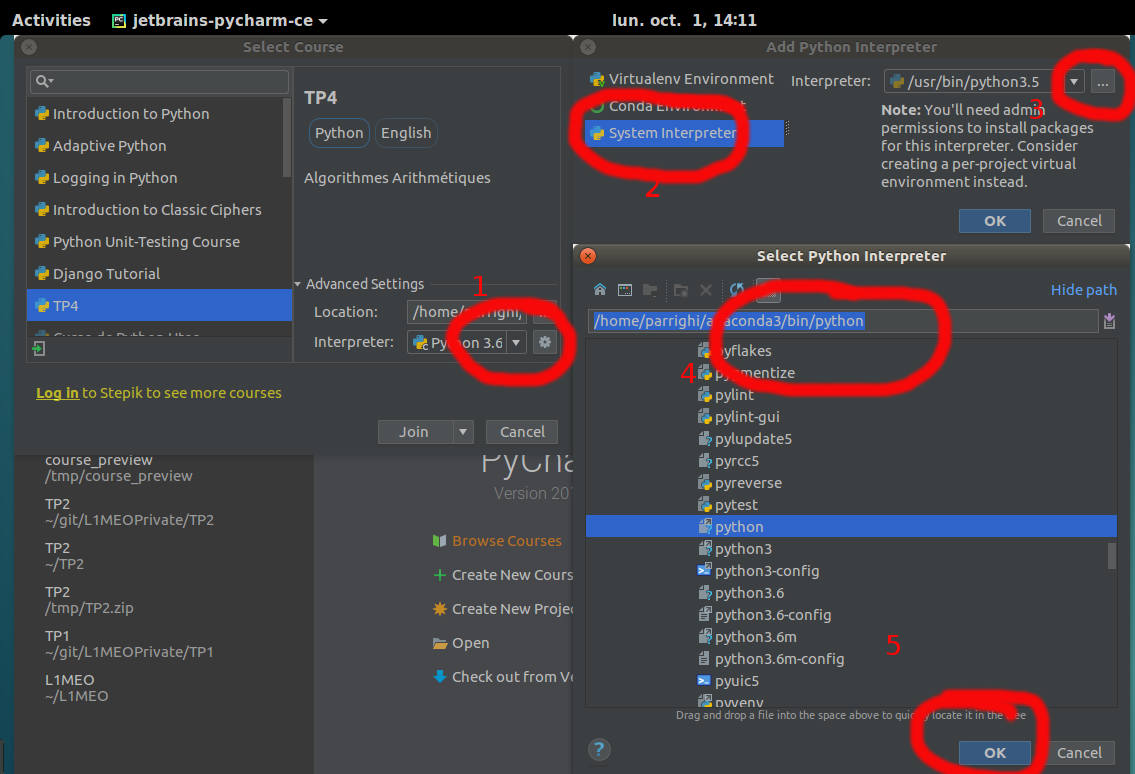 Activities jetbrains-pycharm-ce lun. oct. 1, 14:11
Select Course
TP4
Python English
Introduction to Python
Adaptive Python
Logging in Python
Introduction to Classic Ciphers
Python Unit-Testing Course
Django Tutorial
TP4
Algorithmes Arithmétiques
1
Advanced Settings
Location: /home/parrighi/ ...
Interpreter: Python 3.6
Log in to Stepik to see more courses
Join Cancel
course_preview
/tmp/course_preview
TP2
~/git/L1MEOPrivate/TP2
TP2
~/TP2
TP2
/tmp/TP2.zip
TP1
~/git/L1MEOPrivate/TP1
L1MEO
~/L1MEO
PyCha
Version 201
Browse Courses
Create New Cours
Create New Projec
Open
Check out from Ve
Add Python Interpreter
Virtualenv Environment
Conda Environment
System Interpreter
2
Interpreter: /usr/bin/python3.5 ...
3
Note: You'll need admin
permissions to install packages
for this interpreter. Consider
creating a per-project virtual
environment instead.
OK Cancel
Select Python Interpreter
Hide path
/home/parrighi/anaconda3/bin/python
pyflakes
4 pygmentize
pylint
pylint-gui
pylupdate5
pyrcc5
pyreverse
pytest
python
python3
python3-config
python3.6
python3.6-config
python3.6m
5
python3.6m-config
pyuic5
pyvenv
Drag and drop a file into the space above to quickly locate it in the tree
? OK Cancel